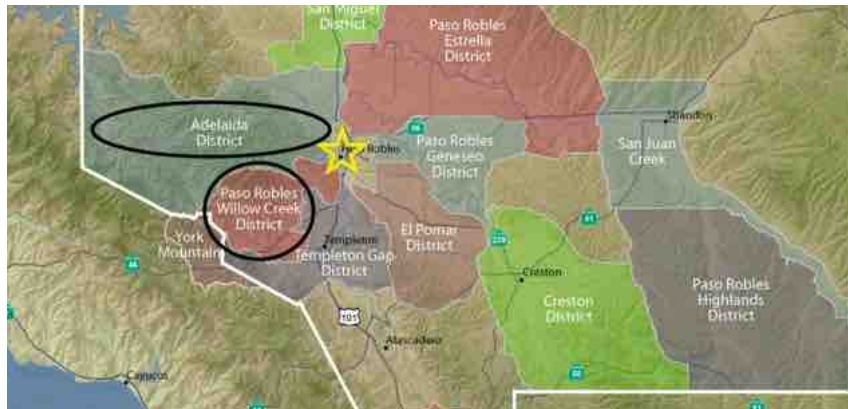 San Miguel
District
Paso Robles
Estrella
District
Adelaida
District
46
Shandon
Paso Robles
Paso Robles
Geneseo
District
San Juan
Creek
Paso Robles
Willow Creek
District
York
Mountain
46
Templeton
Templeton Gap
District
El Pomar
District
41
229
Creston
Creston
District
Paso Robles
Highlands
District
101
Atascadero
Cayucos